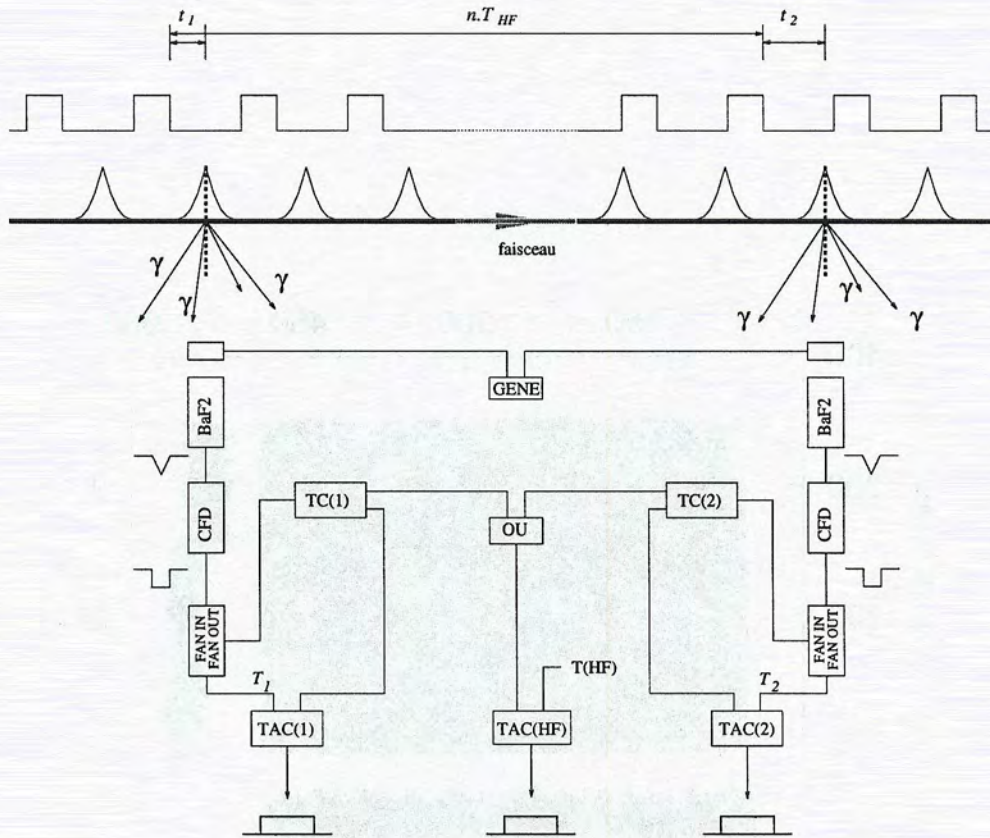 t1 n.T HF t2
faisceau
γ γ γ γ γ γ
GENE
BaF2 BaF2
TC(1) TC(2)
CFD OU CFD
FAN IN FAN IN
FAN OUT FAN OUT
T(HF)
T1 T2
TAC(1) TAC(HF) TAC(2)